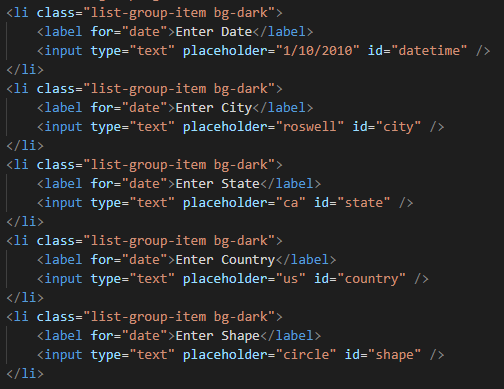 <li class="list-group-item bg-dark">
    <label for="date">Enter Date</label>
    <input type="text" placeholder="1/10/2010" id="datetime" />
</li>
<li class="list-group-item bg-dark">
    <label for="date">Enter City</label>
    <input type="text" placeholder="roswell" id="city" />
</li>
<li class="list-group-item bg-dark">
    <label for="date">Enter State</label>
    <input type="text" placeholder="ca" id="state" />
</li>
<li class="list-group-item bg-dark">
    <label for="date">Enter Country</label>
    <input type="text" placeholder="us" id="country" />
</li>
<li class="list-group-item bg-dark">
    <label for="date">Enter Shape</label>
    <input type="text" placeholder="circle" id="shape" />
</li>